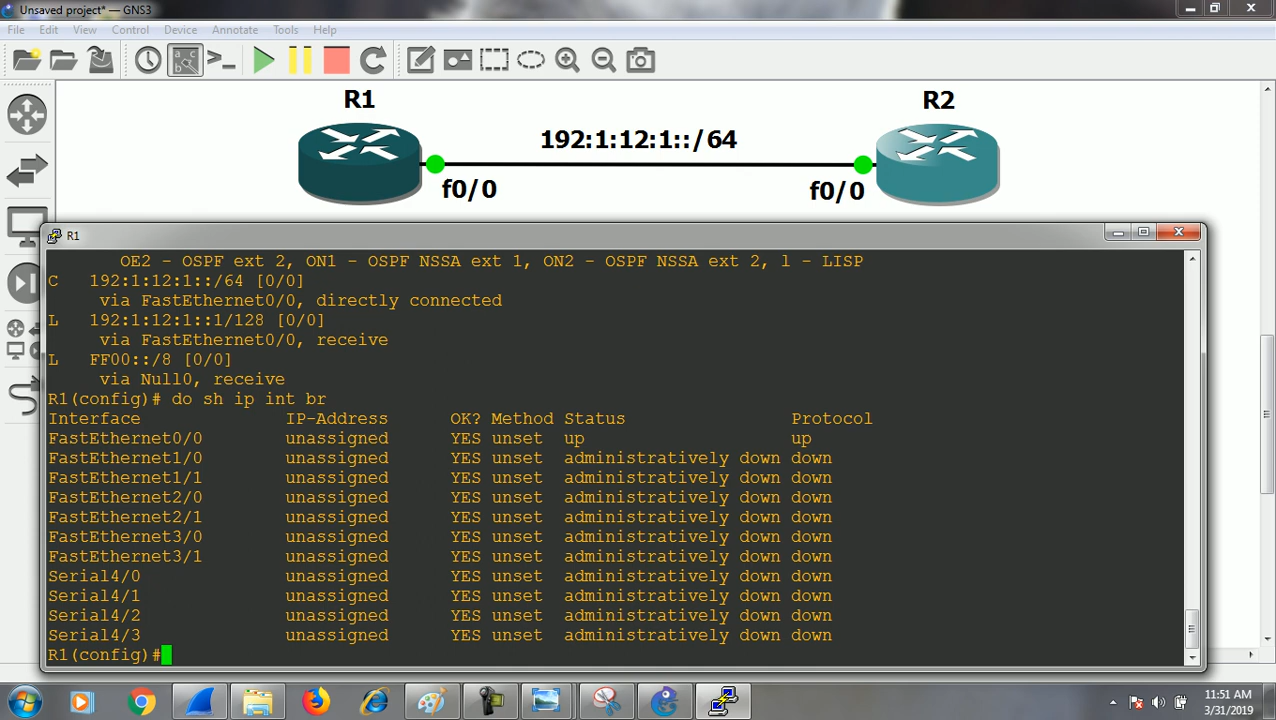 Unsaved project* — GNS3
File Edit View Control Device Annotate Tools Help
R1 R2
192:1:12:1::/64
f0/0 f0/0
R1
OE2 - OSPF ext 2, ON1 - OSPF NSSA ext 1, ON2 - OSPF NSSA ext 2, l - LISP
C 192:1:12:1::/64 [0/0]
via FastEthernet0/0, directly connected
L 192:1:12:1::1/128 [0/0]
via FastEthernet0/0, receive
L FF00::/8 [0/0]
via Null0, receive
R1(config)# do sh ip int br
Interface IP-Address OK? Method Status Protocol
FastEthernet0/0 unassigned YES unset up up
FastEthernet1/0 unassigned YES unset administratively down down
FastEthernet1/1 unassigned YES unset administratively down down
FastEthernet2/0 unassigned YES unset administratively down down
FastEthernet2/1 unassigned YES unset administratively down down
FastEthernet3/0 unassigned YES unset administratively down down
FastEthernet3/1 unassigned YES unset administratively down down
Serial4/0 unassigned YES unset administratively down down
Serial4/1 unassigned YES unset administratively down down
Serial4/2 unassigned YES unset administratively down down
Serial4/3 unassigned YES unset administratively down down
R1(config)#
11:51 AM
3/31/2019